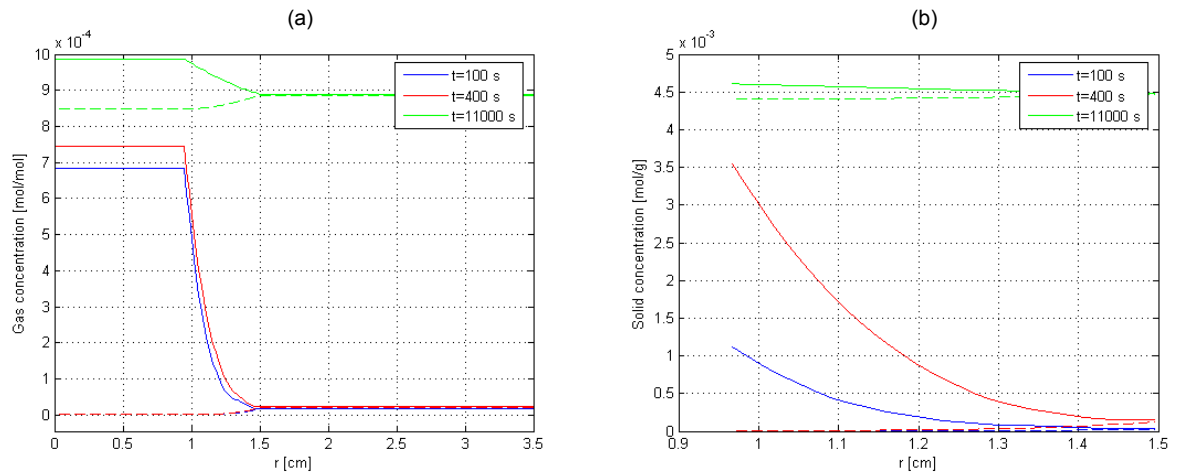 (a)
x 10⁻⁴
10
9
8
7
6
5
4
3
2
1
0
0
0.5
1
1.5
2
2.5
3
3.5
Gas concentration [mol/mol]
r [cm]
t=100 s
t=400 s
t=11000 s
(b)
x 10⁻³
5
4.5
4
3.5
3
2.5
2
1.5
1
0.5
0
0.9
1
1.1
1.2
1.3
1.4
1.5
Solid concentration [mol/g]
r [cm]
t=100 s
t=400 s
t=11000 s